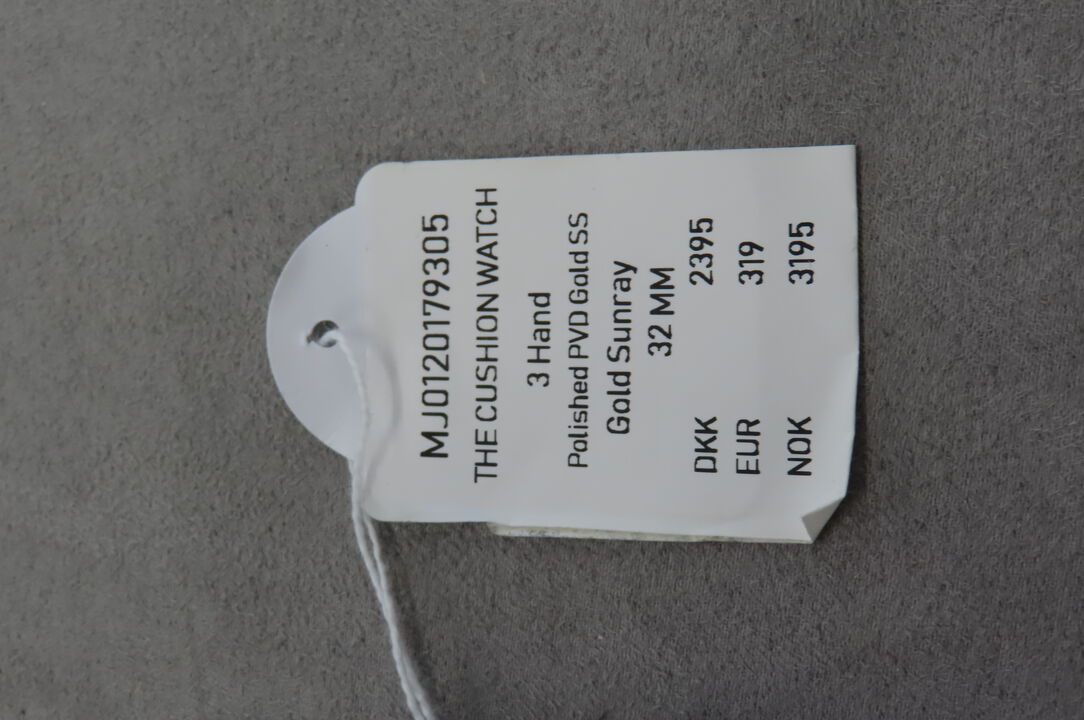 MJ0120179305
THE CUSHION WATCH
3 Hand
Polished PVD Gold SS
Gold Sunray
32 MM
DKK 2395
EUR 319
NOK 3195